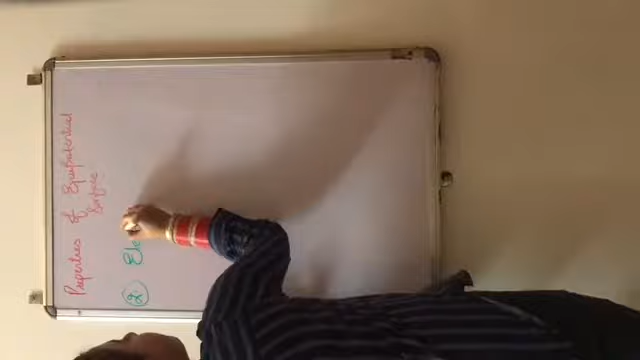 Properties of Equipotential
Surface
② Ele